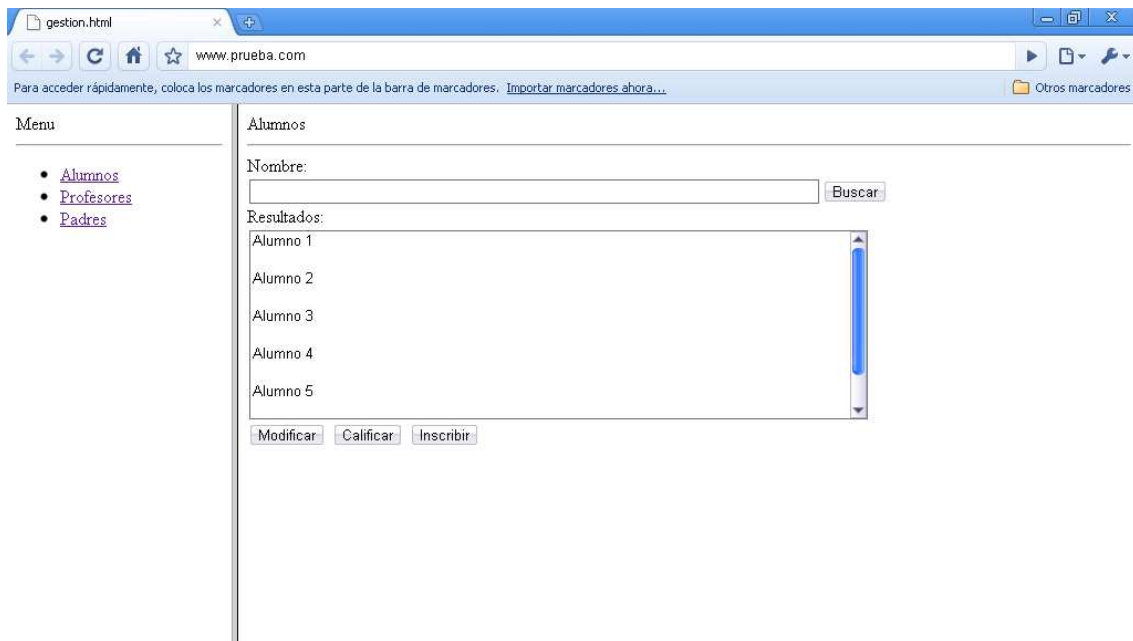 gestion.html
www.prueba.com
Para acceder rápidamente, coloca los marcadores en esta parte de la barra de marcadores. Importar marcadores ahora...
Otros marcadores
Menu
Alumnos
Profesores
Padres
Alumnos
Nombre:
Buscar
Resultados:
Alumno 1
Alumno 2
Alumno 3
Alumno 4
Alumno 5
Modificar Calificar Inscribir